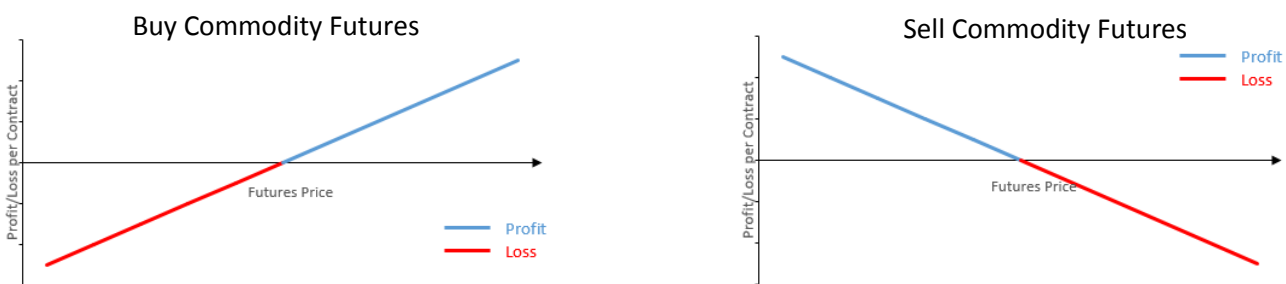 Buy Commodity Futures
Profit/Loss per Contract
Futures Price
Profit
Loss
Sell Commodity Futures
Profit
Loss
Profit/Loss per Contract
Futures Price